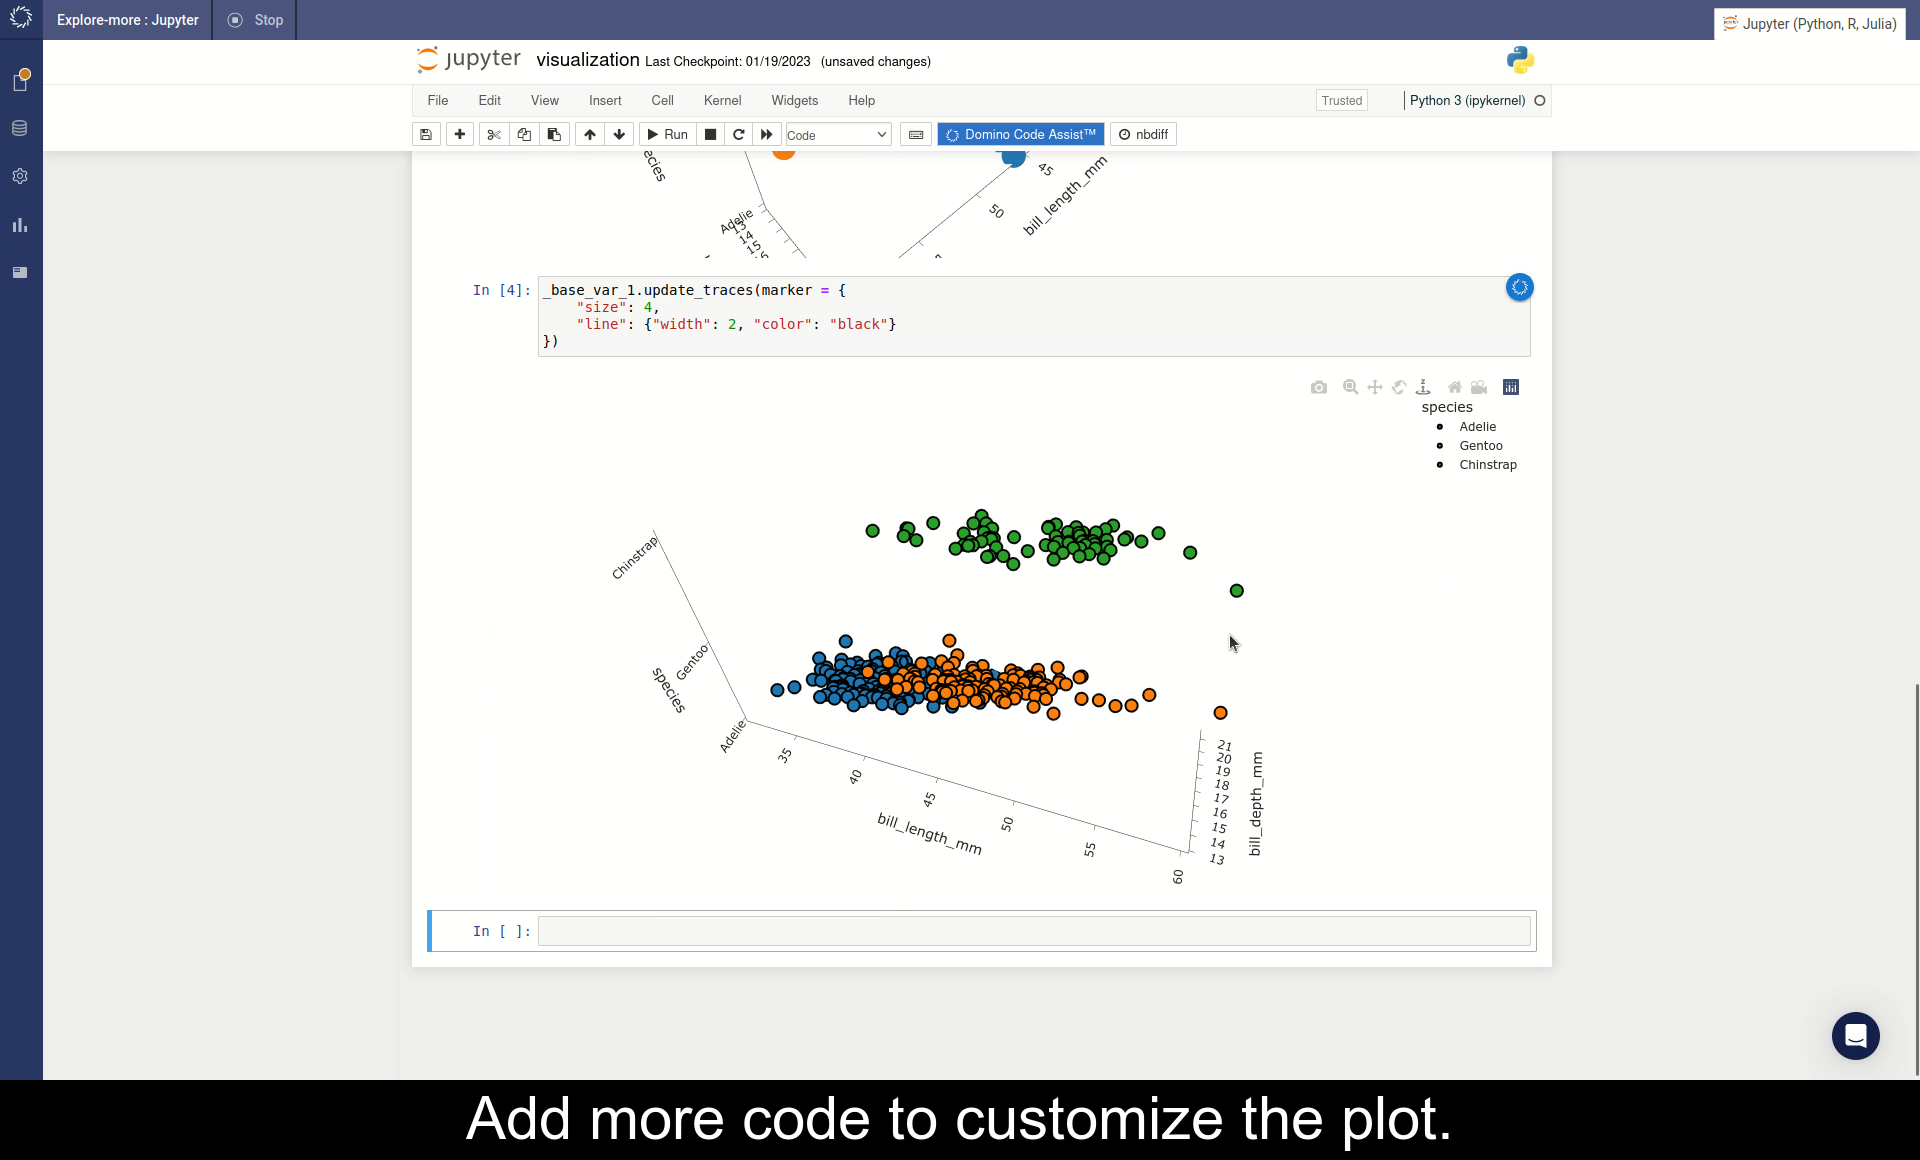 Explore-more : Jupyter
Stop
Jupyter (Python, R, Julia)
jupyter visualization Last Checkpoint: 01/19/2023 (unsaved changes)
File Edit View Insert Cell Kernel Widgets Help
Trusted
Python 3 (ipykernel)
Run
Code
Domino Code Assist™
nbdiff
45
bill_length_mm
50
Adelie
13
14
15
In [4]:
_base_var_1.update_traces(marker = {
"size": 4,
"line": {"width": 2, "color": "black"}
})
species
Adelie
Gentoo
Chinstrap
Chinstrap
Gentoo
species
Adelie
35
40
45
50
55
60
bill_length_mm
21
20
19
18
17
16
15
14
13
bill_depth_mm
In [ ]:
Add more code to customize the plot.